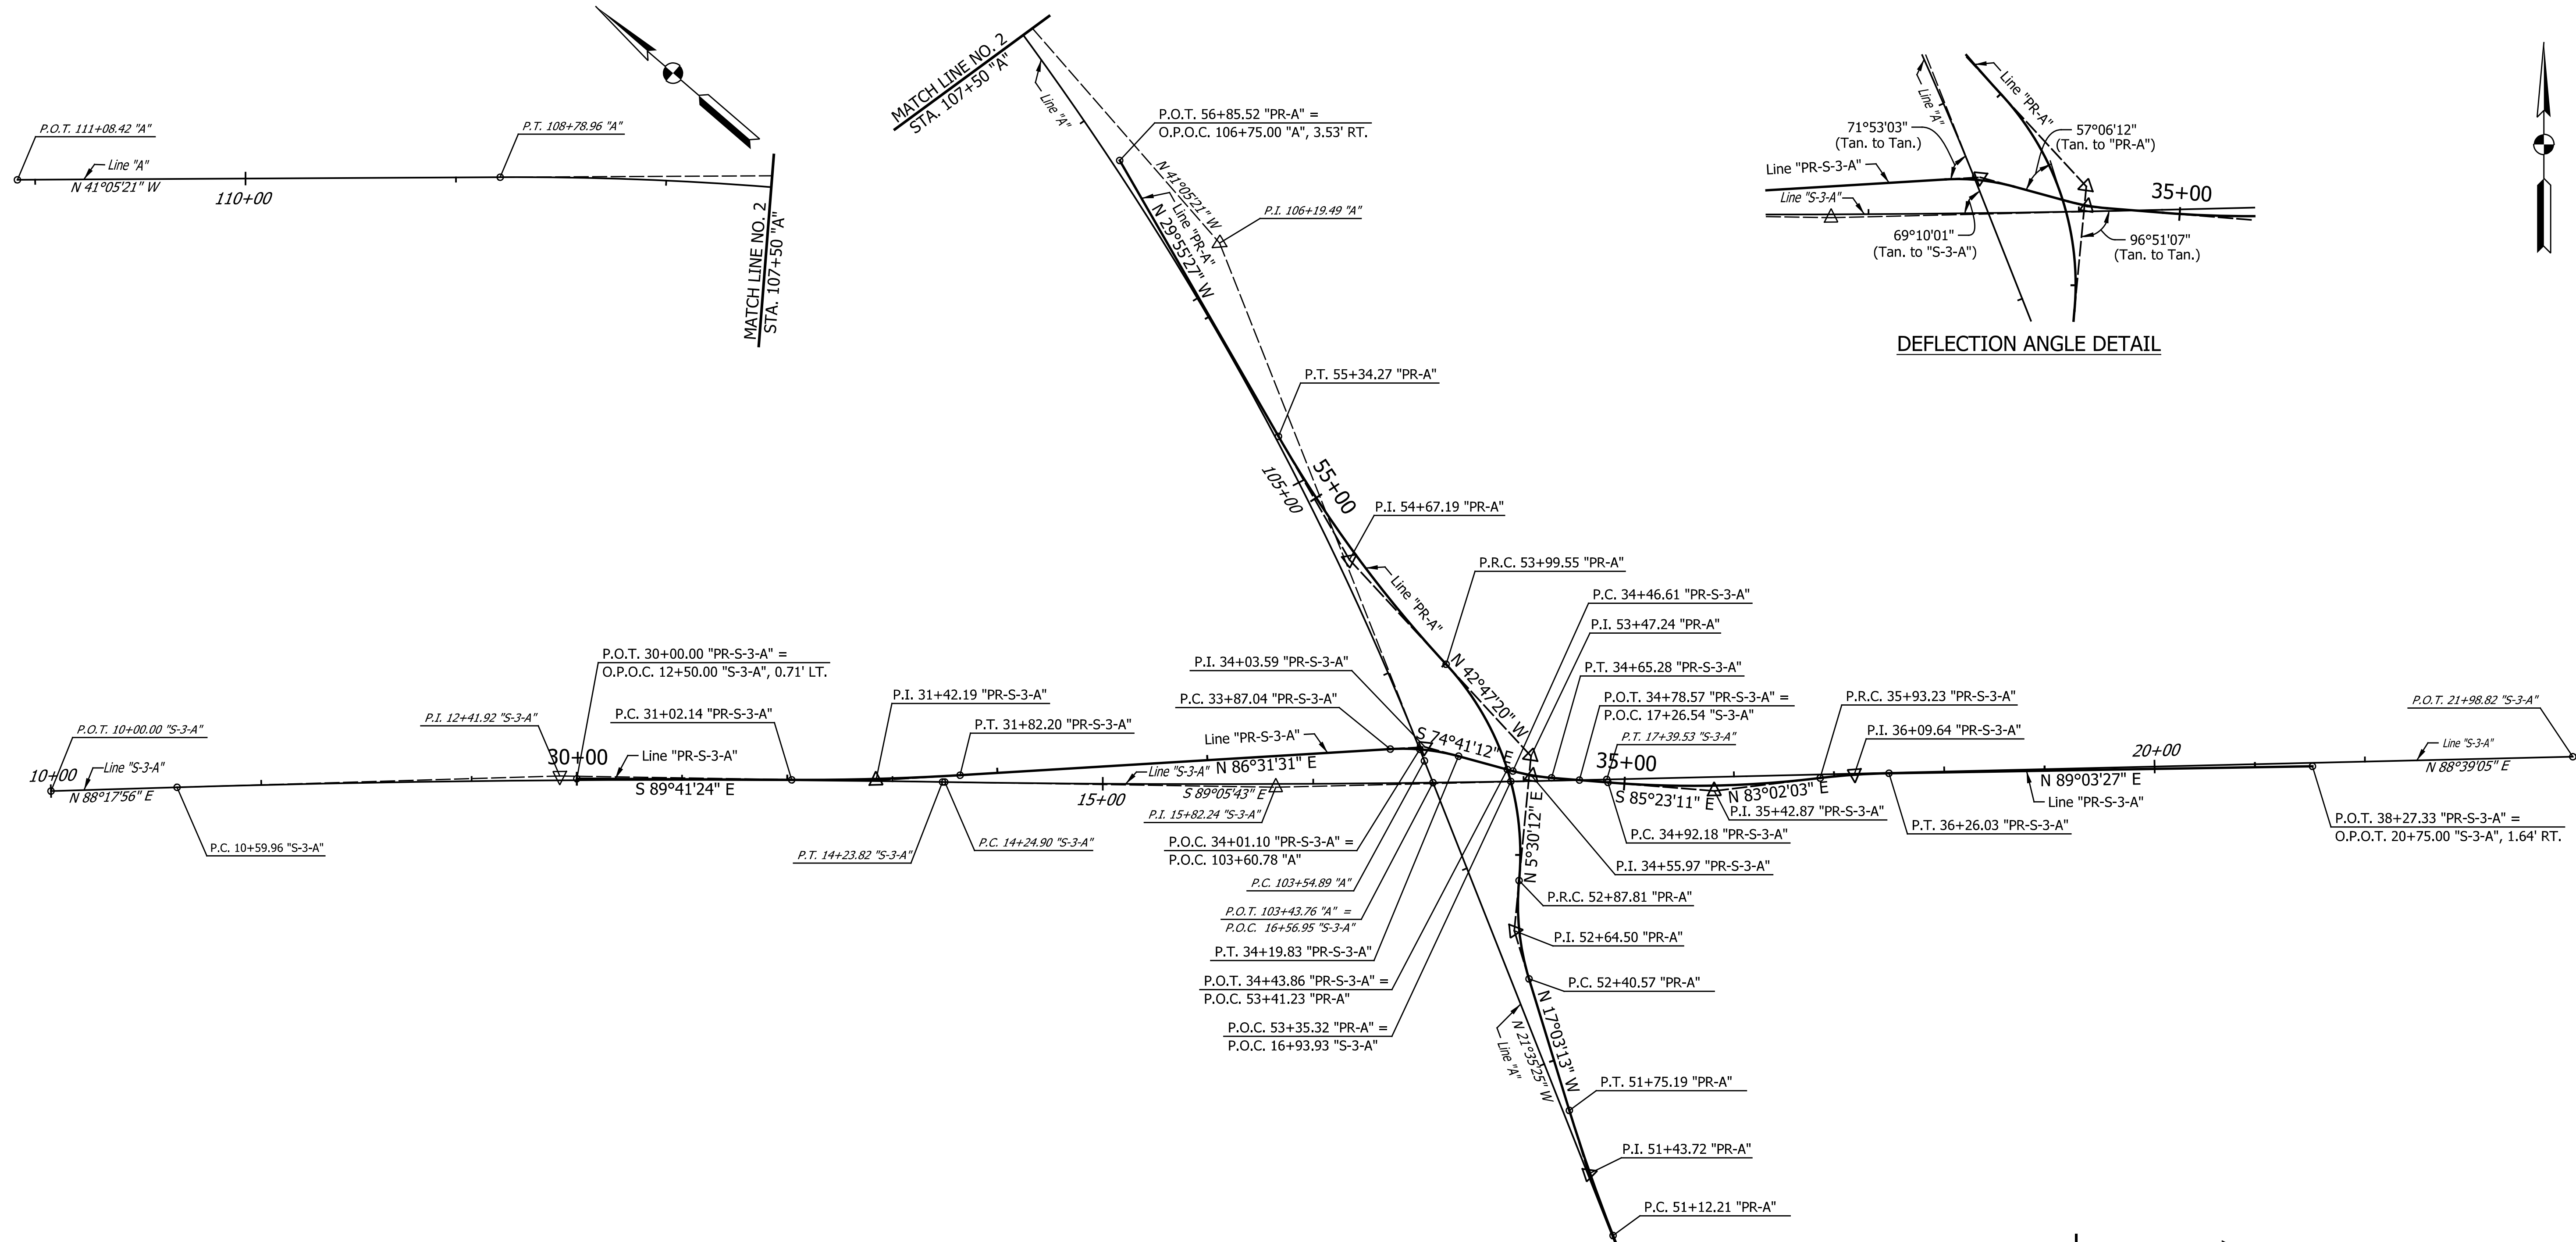 P.O.T. 111+08.42 "A"
Line "A"
N 41°05'21" W
110+00
P.T. 108+78.96 "A"
MATCH LINE NO. 2
STA. 107+50 "A"
MATCH LINE NO. 2
STA. 107+50 "A"
Line "A"
P.O.T. 56+85.52 "PR-A" =
O.P.O.C. 106+75.00 "A", 3.53' RT.
N 41°05'21" W
Line "PR-A"
N 29°55'27" W
P.I. 106+19.49 "A"
P.T. 55+34.27 "PR-A"
105+00
55+00
P.I. 54+67.19 "PR-A"
Line "PR-A"
P.R.C. 53+99.55 "PR-A"
P.C. 34+46.61 "PR-S-3-A"
P.I. 53+47.24 "PR-A"
P.T. 34+65.28 "PR-S-3-A"
P.O.T. 34+78.57 "PR-S-3-A" =
P.O.C. 17+26.54 "S-3-A"
P.T. 17+39.53 "S-3-A"
35+00
N 42°47'20" W
Line "A"
Line "PR-A"
71°53'03"
(Tan. to Tan.)
57°06'12"
(Tan. to "PR-A")
Line "PR-S-3-A"
Line "S-3-A"
35+00
69°10'01"
(Tan. to "S-3-A")
96°51'07"
(Tan. to Tan.)
DEFLECTION ANGLE DETAIL
P.O.T. 10+00.00 "S-3-A"
10+00
Line "S-3-A"
N 88°17'56" E
P.C. 10+59.96 "S-3-A"
P.I. 12+41.92 "S-3-A"
P.O.T. 30+00.00 "PR-S-3-A" =
O.P.O.C. 12+50.00 "S-3-A", 0.71' LT.
30+00
Line "PR-S-3-A"
S 89°41'24" E
P.C. 31+02.14 "PR-S-3-A"
P.I. 31+42.19 "PR-S-3-A"
P.T. 31+82.20 "PR-S-3-A"
P.T. 14+23.82 "S-3-A"
P.C. 14+24.90 "S-3-A"
15+00
Line "S-3-A"
S 89°05'43" E
P.I. 15+82.24 "S-3-A"
Line "PR-S-3-A"
N 86°31'31" E
P.I. 34+03.59 "PR-S-3-A"
P.C. 33+87.04 "PR-S-3-A"
S 74°41'12" E
P.O.C. 34+01.10 "PR-S-3-A" =
P.O.C. 103+60.78 "A"
P.C. 103+54.89 "A"
P.O.T. 103+43.76 "A" =
P.O.C. 16+56.95 "S-3-A"
P.T. 34+19.83 "PR-S-3-A"
P.O.T. 34+43.86 "PR-S-3-A" =
P.O.C. 53+41.23 "PR-A"
P.O.C. 53+35.32 "PR-A" =
P.O.C. 16+93.93 "S-3-A"
P.R.C. 35+93.23 "PR-S-3-A"
P.I. 36+09.64 "PR-S-3-A"
S 85°23'11" E
N 83°02'03" E
P.I. 35+42.87 "PR-S-3-A"
P.C. 34+92.18 "PR-S-3-A"
P.I. 34+55.97 "PR-S-3-A"
P.T. 36+26.03 "PR-S-3-A"
20+00
N 89°03'27" E
Line "PR-S-3-A"
P.O.T. 38+27.33 "PR-S-3-A" =
O.P.O.T. 20+75.00 "S-3-A", 1.64' RT.
P.O.T. 21+98.82 "S-3-A"
Line "S-3-A"
N 88°39'05" E
N 5°30'12" E
P.R.C. 52+87.81 "PR-A"
P.I. 52+64.50 "PR-A"
P.C. 52+40.57 "PR-A"
N 17°03'13" W
N 21°35'25" W
Line "A"
P.T. 51+75.19 "PR-A"
P.I. 51+43.72 "PR-A"
P.C. 51+12.21 "PR-A"